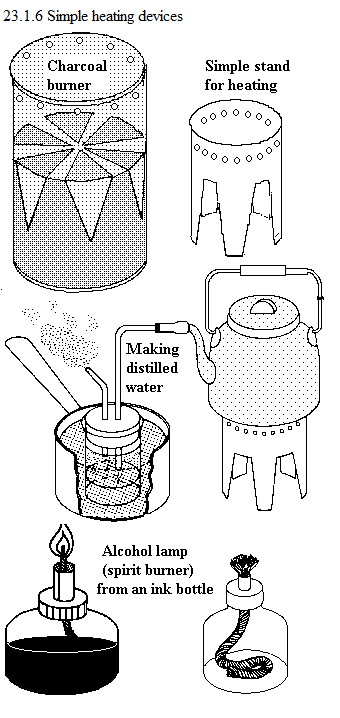 23.1.6 Simple heating devices
Charcoal
burner
Simple stand
for heating
Making
distilled
water
Alcohol lamp
(spirit burner)
from an ink bottle